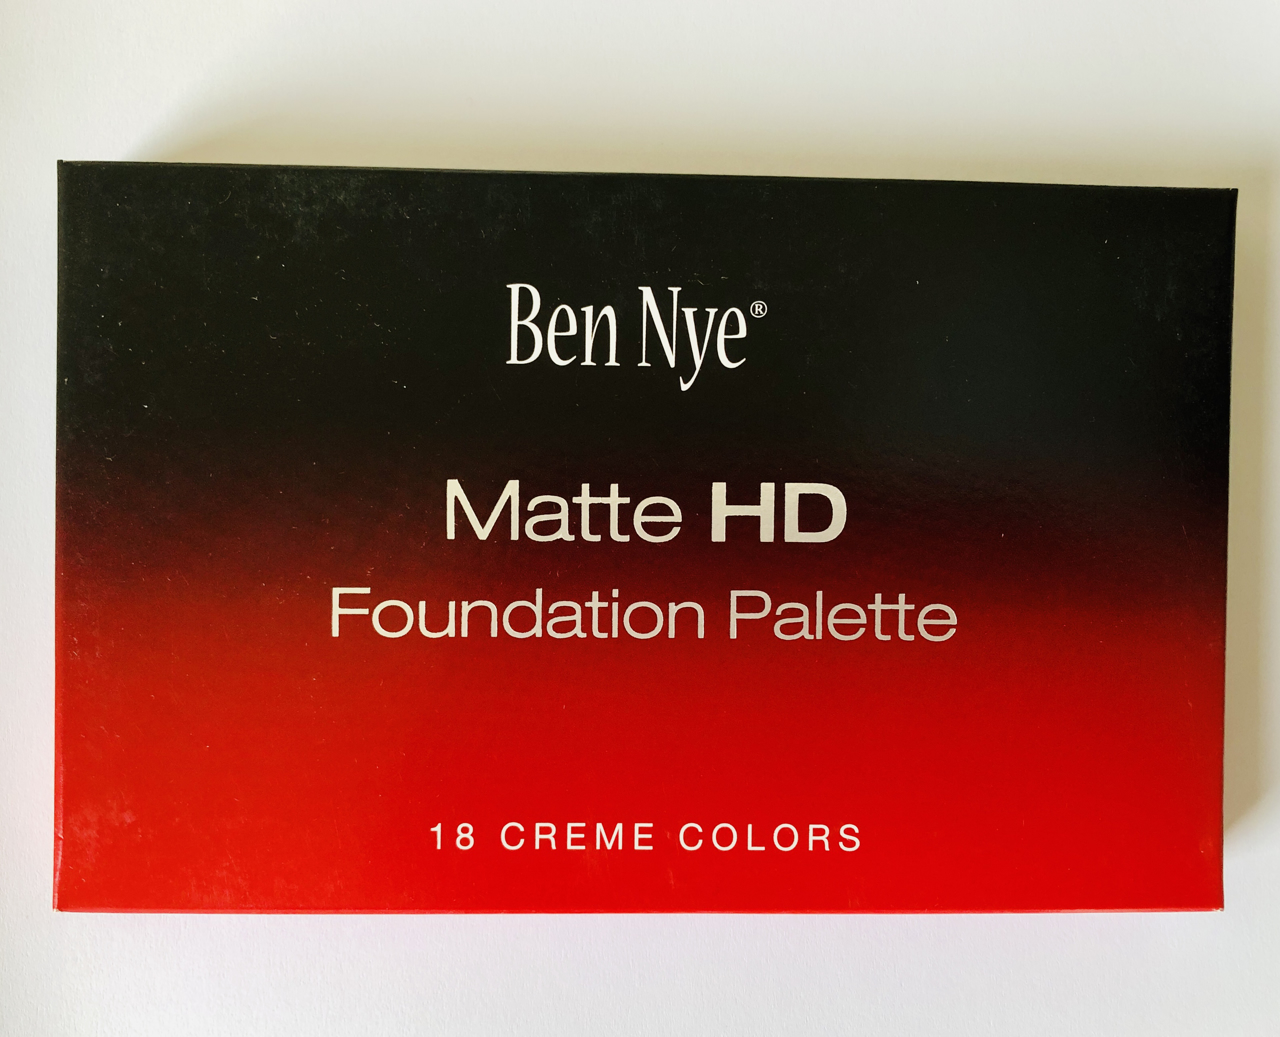 Ben Nye®
Matte HD
Foundation Palette
18 CREME COLORS